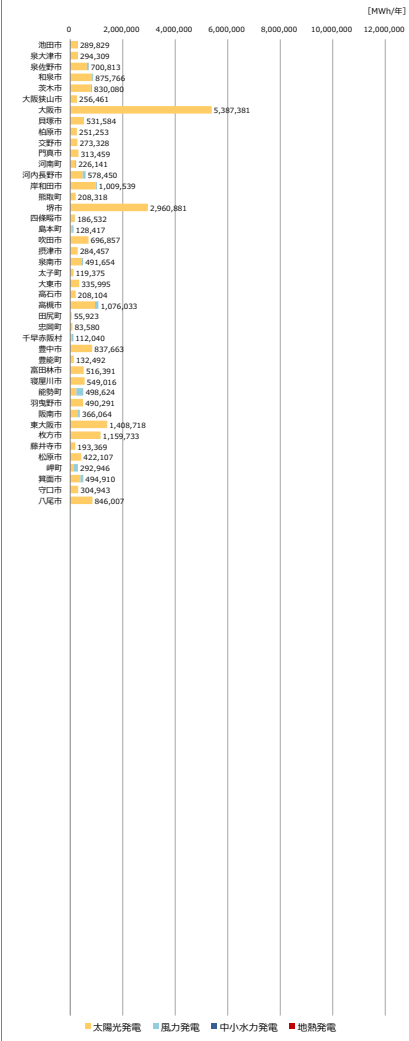 [MWh/年]
0 2,000,000 4,000,000 6,000,000 8,000,000 10,000,000 12,000,000
池田市 289,829
泉大津市 294,309
泉佐野市 700,813
和泉市 875,766
茨木市 830,080
大阪狭山市 256,461
大阪市 5,387,381
貝塚市 531,584
柏原市 251,253
交野市 273,328
門真市 313,459
河南町 226,141
河内長野市 578,450
岸和田市 1,009,539
熊取町 208,318
堺市 2,960,881
四條畷市 186,532
島本町 128,417
吹田市 696,857
摂津市 284,457
泉南市 491,654
太子町 119,375
大東市 335,995
高石市 208,104
高槻市 1,076,033
田尻町 55,923
忠岡町 83,580
千早赤阪村 112,040
豊中市 837,663
豊能町 132,492
富田林市 516,391
寝屋川市 549,016
能勢町 498,624
羽曳野市 490,291
阪南市 366,064
東大阪市 1,408,718
枚方市 1,159,733
藤井寺市 193,369
松原市 422,107
岬町 292,946
箕面市 494,910
守口市 304,943
八尾市 846,007
太陽光発電 風力発電 中小水力発電 地熱発電